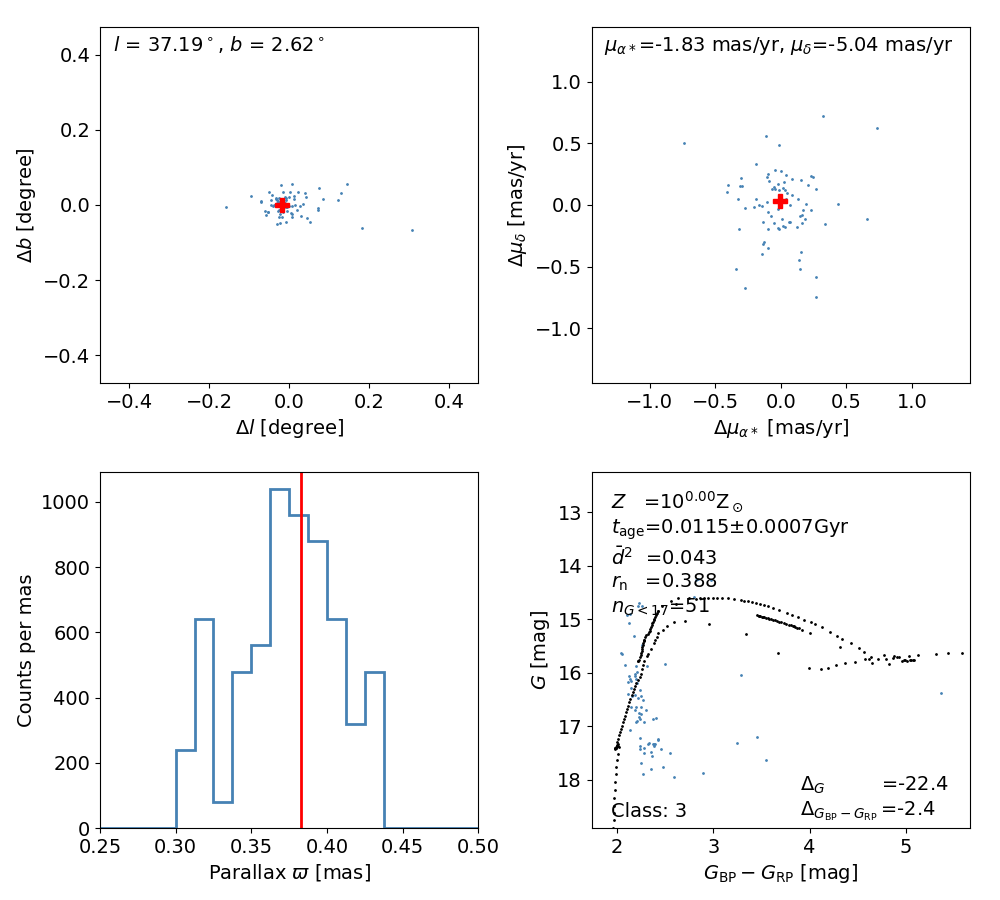 l = 37.19°, b = 2.62°
0.4
0.2
0.0
−0.2
−0.4
Δb [degree]
−0.4 −0.2 0.0 0.2 0.4
Δl [degree]
μα*=-1.83 mas/yr, μδ=-5.04 mas/yr
1.0
0.5
0.0
−0.5
−1.0
Δμδ [mas/yr]
−1.0 −0.5 0.0 0.5 1.0
Δμα* [mas/yr]
1000
800
600
400
200
0
Counts per mas
0.25 0.30 0.35 0.40 0.45 0.50
Parallax ϖ [mas]
Z =10^0.00 Z⊙
t_age=0.0115±0.0007Gyr
d̄² =0.043
r_n =0.388
n_G<17=51
13
14
15
16
17
18
G [mag]
Δ_G =-22.4
Δ_GBP−GRP =-2.4
Class: 3
2 3 4 5
G_BP − G_RP [mag]